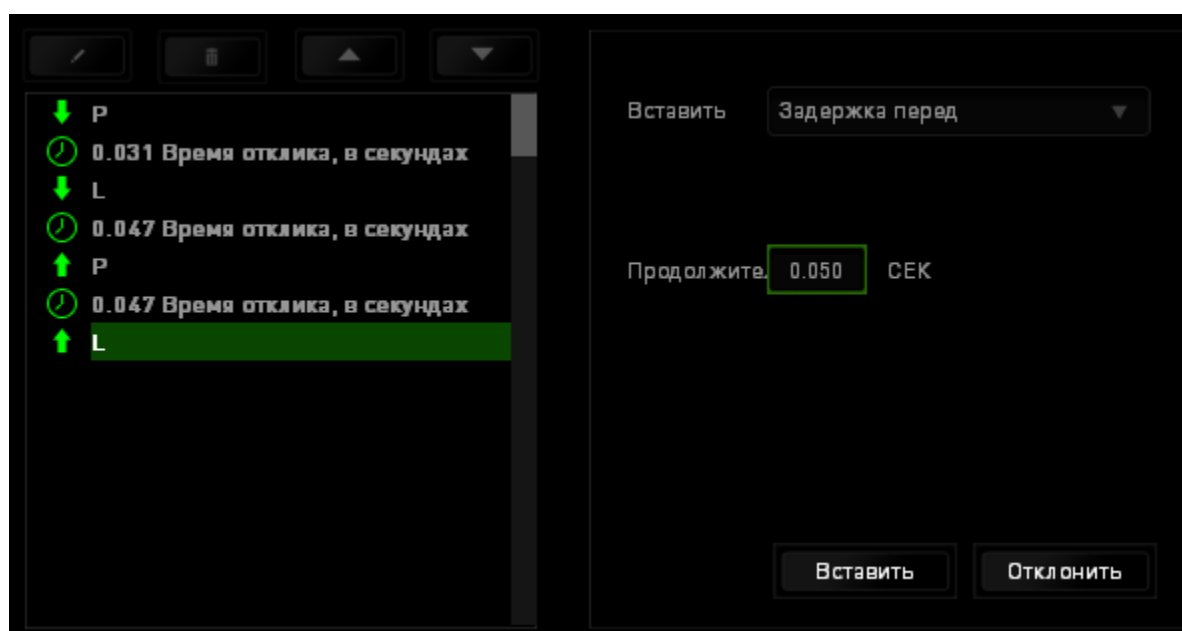 P
0.031 Время отклика, в секундах
L
0.047 Время отклика, в секундах
P
0.047 Время отклика, в секундах
L
Вставить Задержка перед
Продолжител 0.050 СЕК
Вставить Отклонить